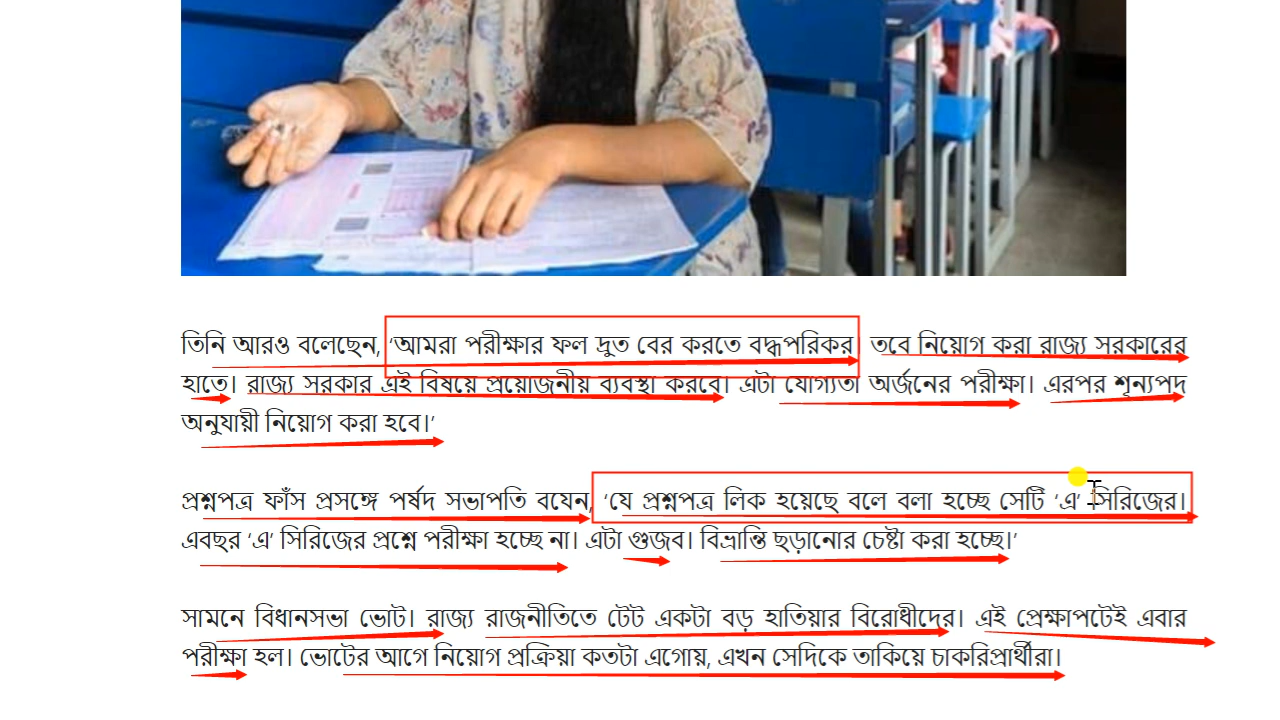 তিনি আরও বলেছেন, ‘আমরা পরীক্ষার ফল দ্রুত বের করতে বদ্ধপরিকর। তবে নিয়োগ করা রাজ্য সরকারের
হাতে। রাজ্য সরকার এই বিষয়ে প্রয়োজনীয় ব্যবস্থা করবে। এটা যোগ্যতা অর্জনের পরীক্ষা। এরপর শূন্যপদ
অনুযায়ী নিয়োগ করা হবে।’
প্রশ্নপত্র ফাঁস প্রসঙ্গে পর্ষদ সভাপতি বযেন, ‘যে প্রশ্নপত্র লিক হয়েছে বলে বলা হচ্ছে সেটি ‘এ’ সিরিজের।
এবছর ‘এ’ সিরিজের প্রশ্নে পরীক্ষা হচ্ছে না। এটা গুজব। বিভ্রান্তি ছড়ানোর চেষ্টা করা হচ্ছে।’
সামনে বিধানসভা ভোট। রাজ্য রাজনীতিতে টেট একটা বড় হাতিয়ার বিরোধীদের। এই প্রেক্ষাপটেই এবার
পরীক্ষা হল। ভোটের আগে নিয়োগ প্রক্রিয়া কতটা এগোয়, এখন সেদিকে তাকিয়ে চাকরিপ্রার্থীরা।